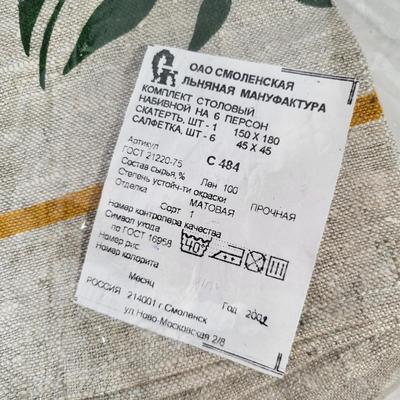 ОАО СМОЛЕНСКАЯ
ЛЬНЯНАЯ МАНУФАКТУРА
КОМПЛЕКТ СТОЛОВЫЙ
НАБИВНОЙ НА 6 ПЕРСОН
СКАТЕРТЬ, ШТ - 1 150 X 180
САЛФЕТКА, ШТ - 6 45 X 45
Артикул С 484
ГОСТ 21220-75
Состав сырья,% Лен 100
Степень устойч-ти окраски ПРОЧНАЯ
Отделка МАТОВАЯ
Сорт 1
Номер контролера качества
Символ ухода
по ГОСТ 16958
40°
Номер рис.
Номер колорита
Месяц Год 2002
РОССИЯ 214001 г Смоленск
ул Ново-Московская 2/8